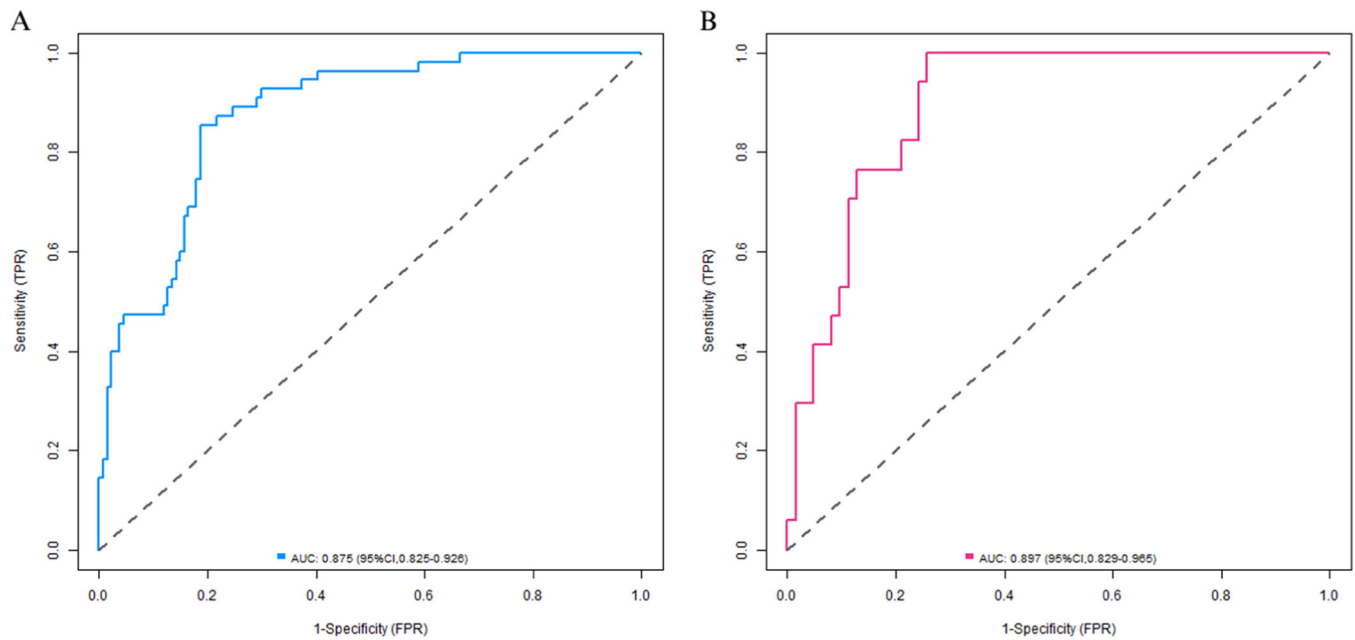 A
1.0
0.8
0.6
0.4
0.2
0.0
Sensitivity (TPR)
AUC: 0.875 (95%CI,0.825-0.926)
0.0 0.2 0.4 0.6 0.8 1.0
1-Specificity (FPR)
B
1.0
0.8
0.6
0.4
0.2
0.0
Sensitivity (TPR)
AUC: 0.897 (95%CI,0.829-0.965)
0.0 0.2 0.4 0.6 0.8 1.0
1-Specificity (FPR)